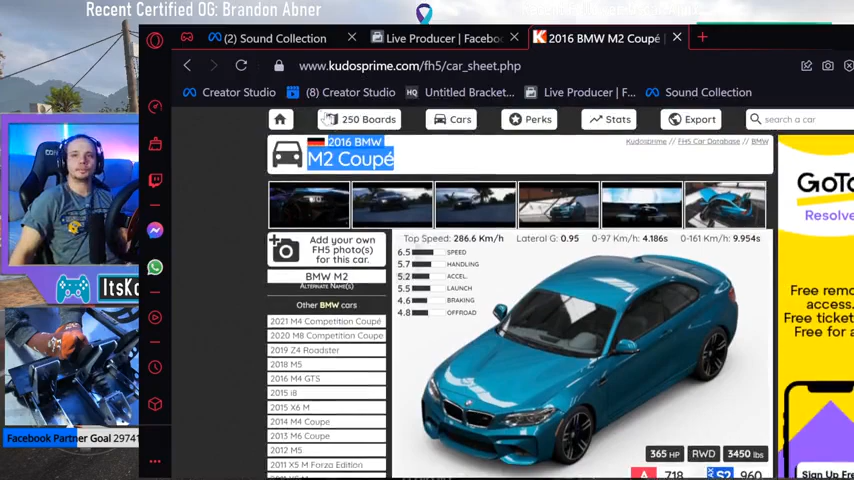 Recent Certified OG: Brandon Abner
(2) Sound Collection
Live Producer | Faceboo
2016 BMW M2 Coupé |
www.kudosprime.com/fh5/car_sheet.php
Creator Studio
(8) Creator Studio
HQ Untitled Bracket...
Live Producer | F...
Sound Collection
250 Boards
Cars
Perks
Stats
Export
search a car
2016 BMW
M2 Coupé
Kudosprime // FH5 Car Database // BMW
Add your own
FH5 photo(s)
for this car.
BMW M2
Alternate Name(s)
Other BMW cars
2021 M4 Competition Coupé
2020 M8 Competition Coupe
2019 Z4 Roadster
2018 M5
2016 M4 GTS
2015 i8
2015 X6 M
2014 M4 Coupe
2013 M6 Coupe
2012 M5
2011 X5 M Forza Edition
Top Speed: 286.6 Km/h
Lateral G: 0.95
0-97 Km/h: 4.186s
0-161 Km/h: 9.954s
6.5 SPEED
5.7 HANDLING
5.2 ACCEL.
5.5 LAUNCH
4.6 BRAKING
4.8 OFFROAD
365 HP
RWD
3450 lbs
A 718
S2 960
GoTo
Resolve
Free remo
access.
Free ticket
Free for a
Sign Up Free
ItsKo
Facebook Partner Goal 29741